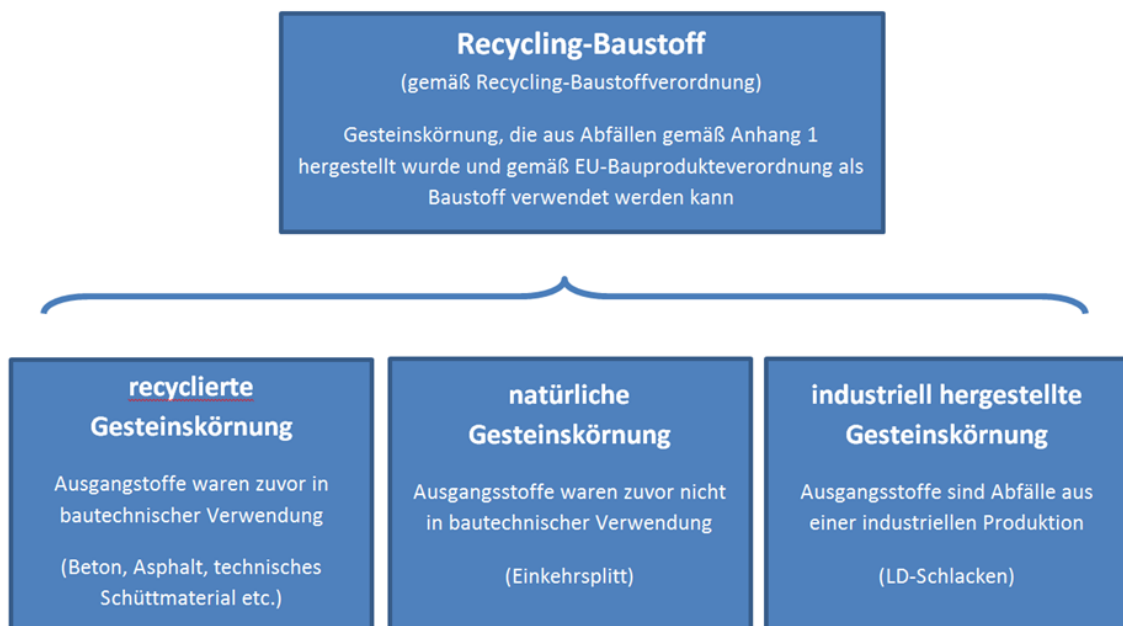 Recycling-Baustoff
(gemäß Recycling-Baustoffverordnung)
Gesteinskörnung, die aus Abfällen gemäß Anhang 1
hergestellt wurde und gemäß EU-Bauprodukteverordnung als
Baustoff verwendet werden kann
recyclierte
Gesteinskörnung
Ausgangstoffe waren zuvor in
bautechnischer Verwendung
(Beton, Asphalt, technisches
Schüttmaterial etc.)
natürliche
Gesteinskörnung
Ausgangsstoffe waren zuvor nicht
in bautechnischer Verwendung
(Einkehrsplitt)
industriell hergestellte
Gesteinskörnung
Ausgangsstoffe sind Abfälle aus
einer industriellen Produktion
(LD-Schlacken)